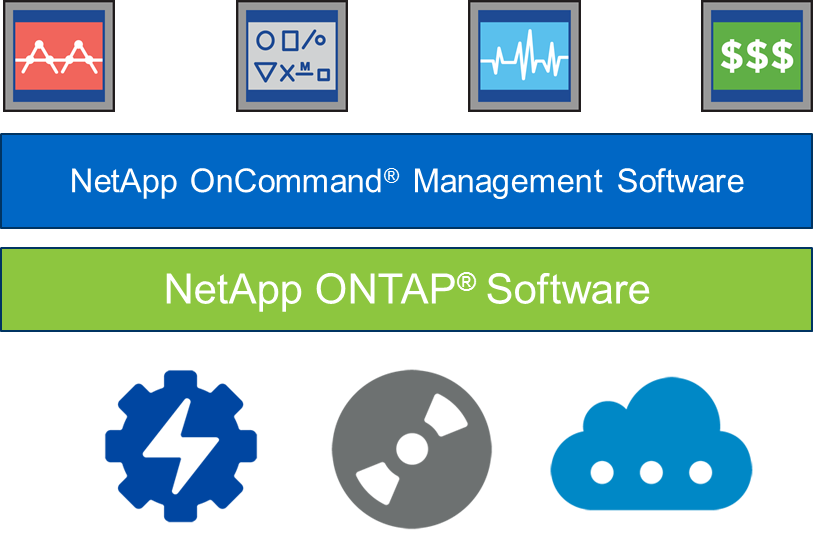 M
$$$
NetApp OnCommand® Management Software
NetApp ONTAP® Software